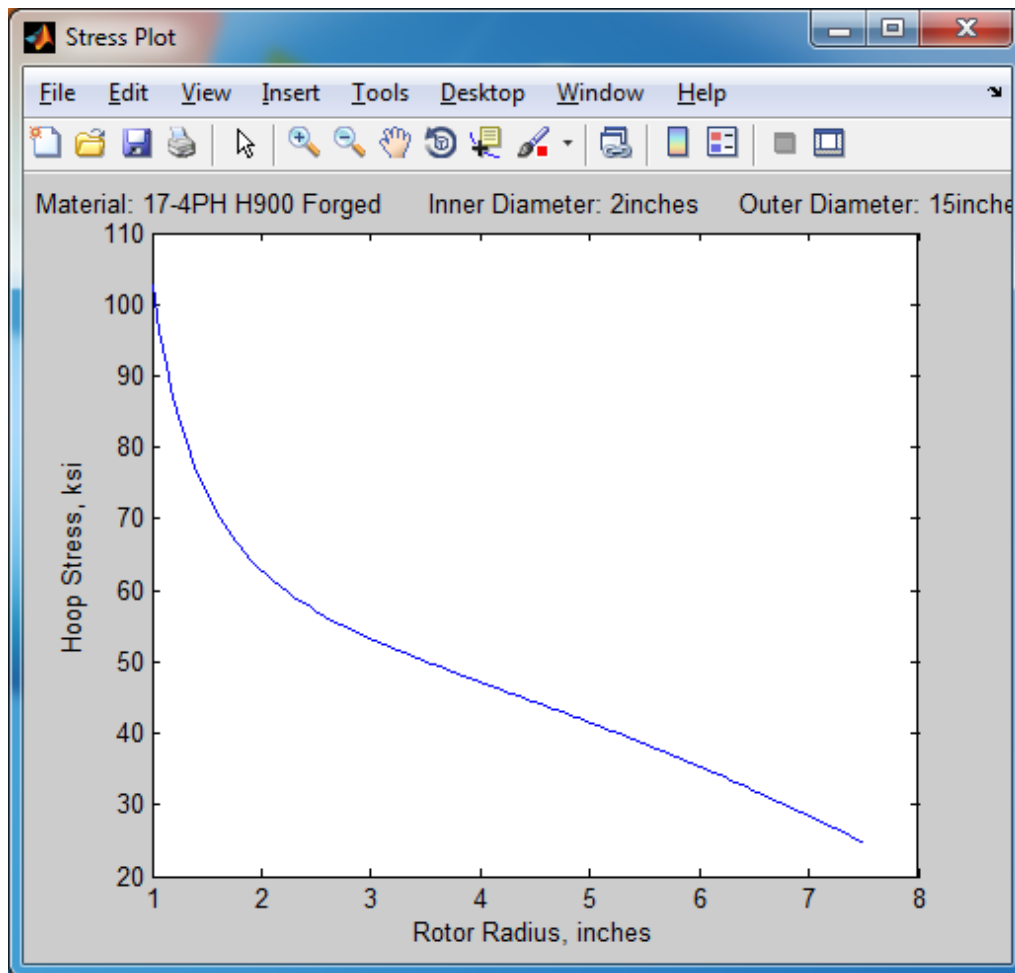 Stress Plot
File Edit View Insert Tools Desktop Window Help
Material: 17-4PH H900 Forged Inner Diameter: 2inches Outer Diameter: 15inche
110
100
90
80
70
60
50
40
30
20
Hoop Stress, ksi
1 2 3 4 5 6 7 8
Rotor Radius, inches